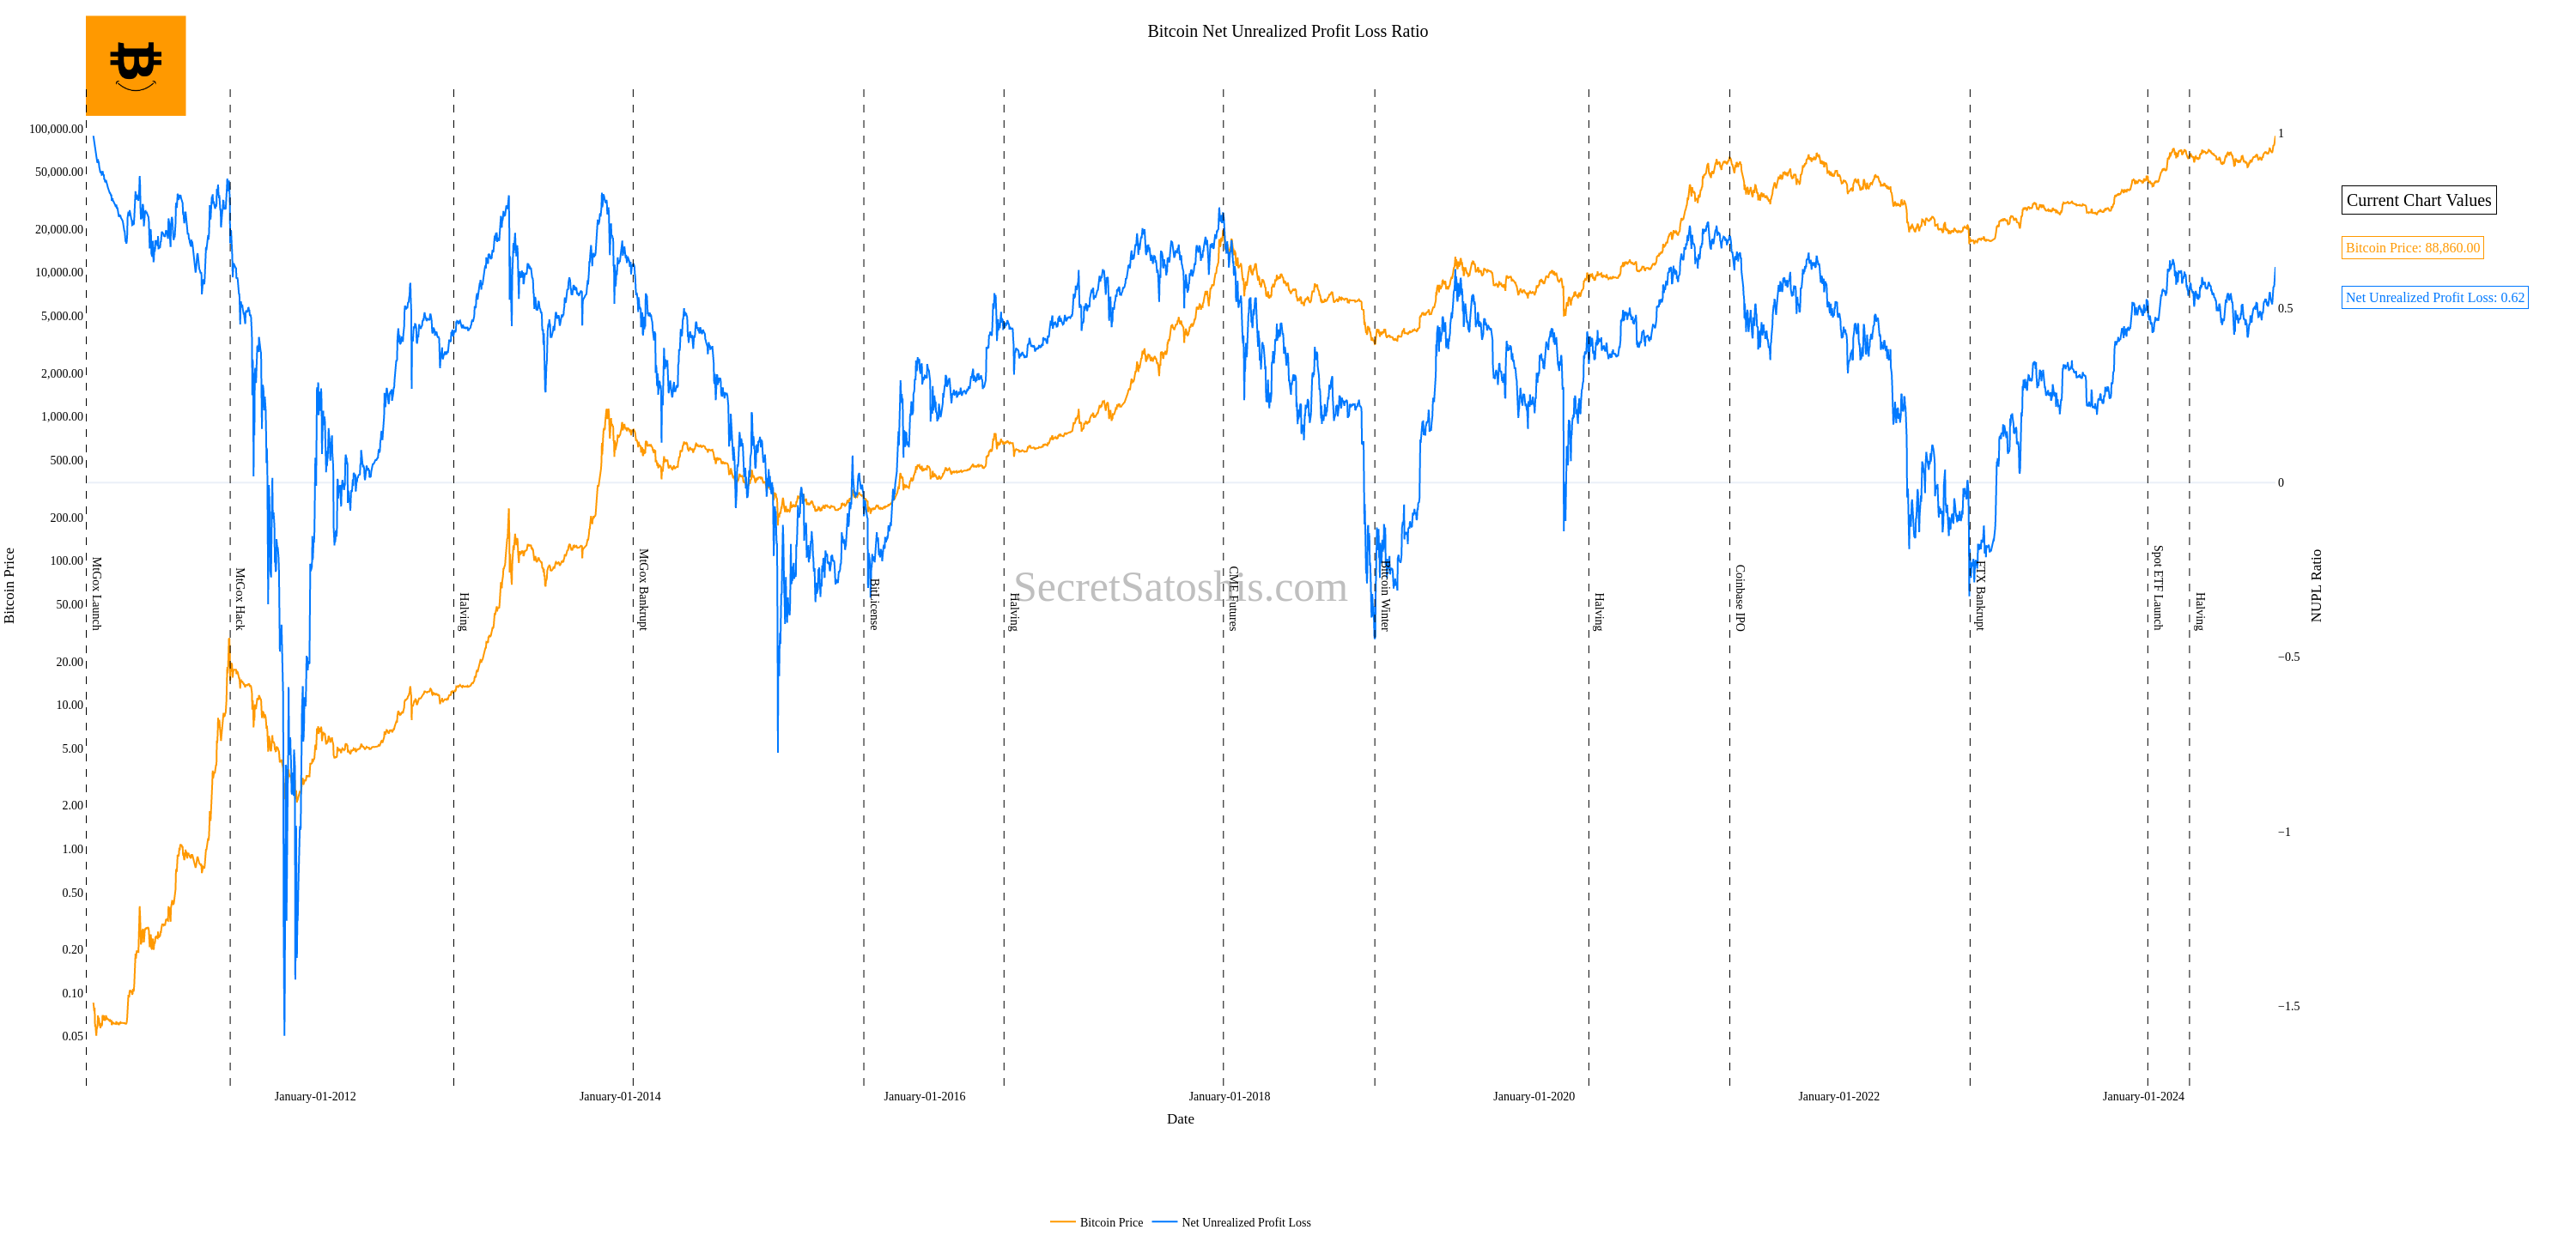 Bitcoin Net Unrealized Profit Loss Ratio
100,000.00
50,000.00
20,000.00
10,000.00
5,000.00
2,000.00
1,000.00
500.00
200.00
100.00
50.00
20.00
10.00
5.00
2.00
1.00
0.50
0.20
0.10
0.05
Bitcoin Price
MtGox Launch
MtGox Hack
Halving
MtGox Bankrupt
BitLicense
Halving
CME Futures
Bitcoin Winter
Halving
Coinbase IPO
FTX Bankrupt
Spot ETF Launch
Halving
SecretSatoshis.com
1
0.5
0
−0.5
−1
−1.5
NUPL Ratio
Current Chart Values
Bitcoin Price: 88,860.00
Net Unrealized Profit Loss: 0.62
January-01-2012
January-01-2014
January-01-2016
January-01-2018
January-01-2020
January-01-2022
January-01-2024
Date
Bitcoin Price
Net Unrealized Profit Loss